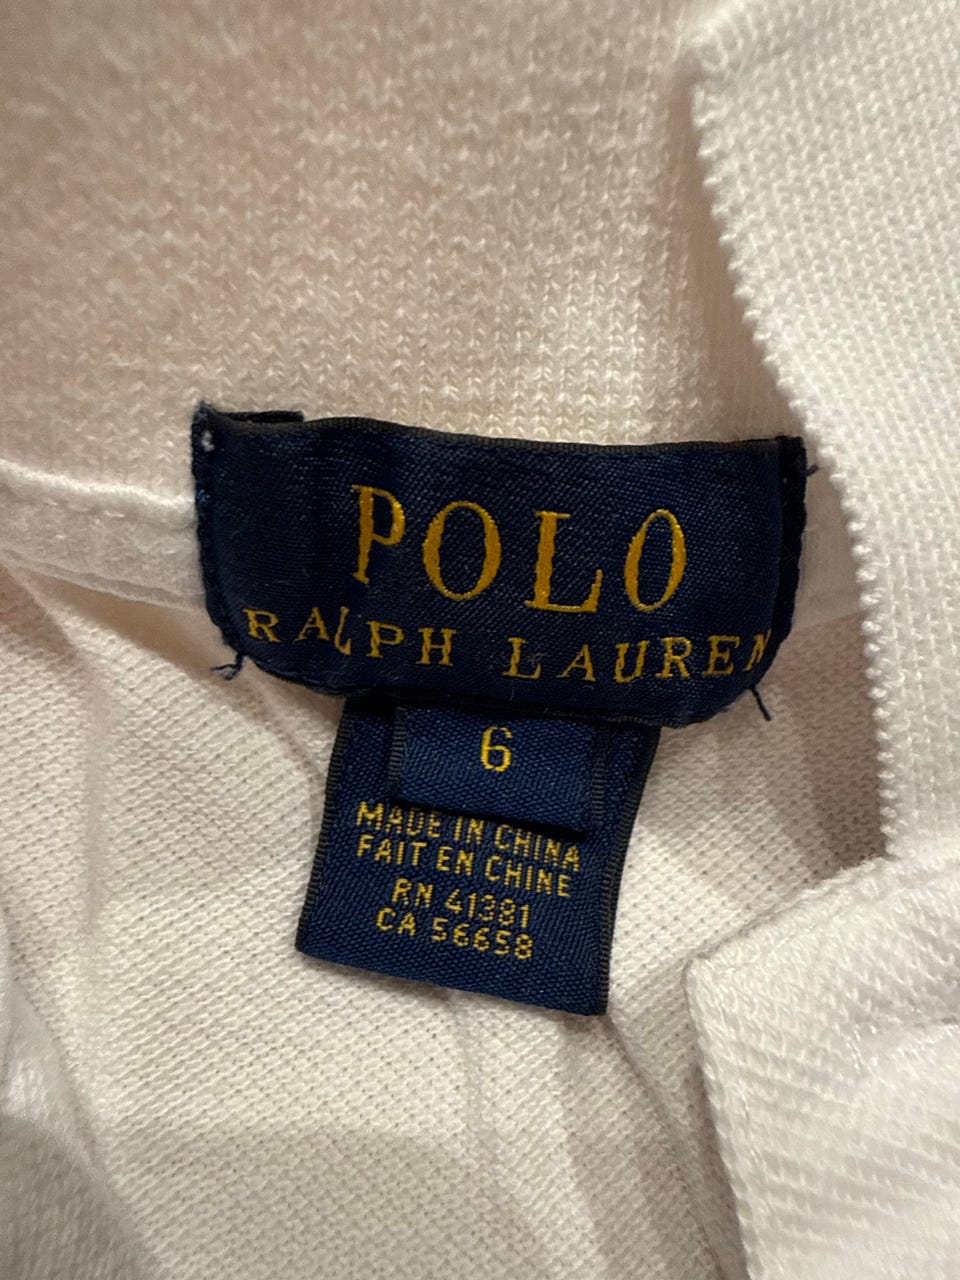 POLO
RALPH LAUREN
6
MADE IN CHINA
FAIT EN CHINE
RN 41381
CA 56658